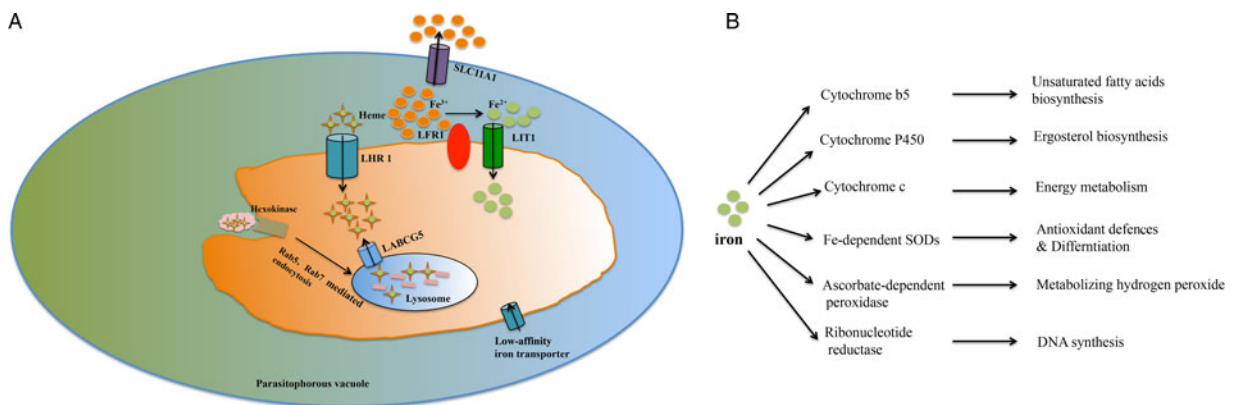 A
SLC11A1
Fe3+
Fe2+
Heme
LFR1
LIT1
LHR 1
Hexokinase
LABCG5
Rab5, Rab7 mediated
endocytosis
Lysosome
Low-affinity
iron transporter
Parasitophorous vacuole
B
iron
Cytochrome b5
Unsaturated fatty acids
biosynthesis
Cytochrome P450
Ergosterol biosynthesis
Cytochrome c
Energy metabolism
Fe-dependent SODs
Antioxidant defences
& Differntiation
Ascorbate-dependent
peroxidase
Metabolizing hydrogen peroxide
Ribonucleotide
reductase
DNA synthesis